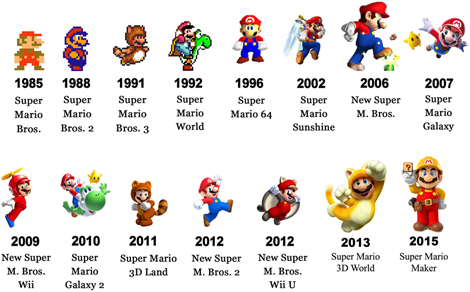 1985 1988 1991 1992 1996 2002 2006 2007
Super Super Super Super Super Super New Super Super
Mario Mario Mario Mario Mario 64 Mario M. Bros. Mario
Bros. Bros. 2 Bros. 3 World Sunshine Galaxy
2009 2010 2011 2012 2012 2013 2015
New Super Super Super Mario New Super New Super Super Mario Super Mario
M. Bros. Mario 3D Land M. Bros. 2 M. Bros. 3D World Maker
Wii Galaxy 2 Wii U